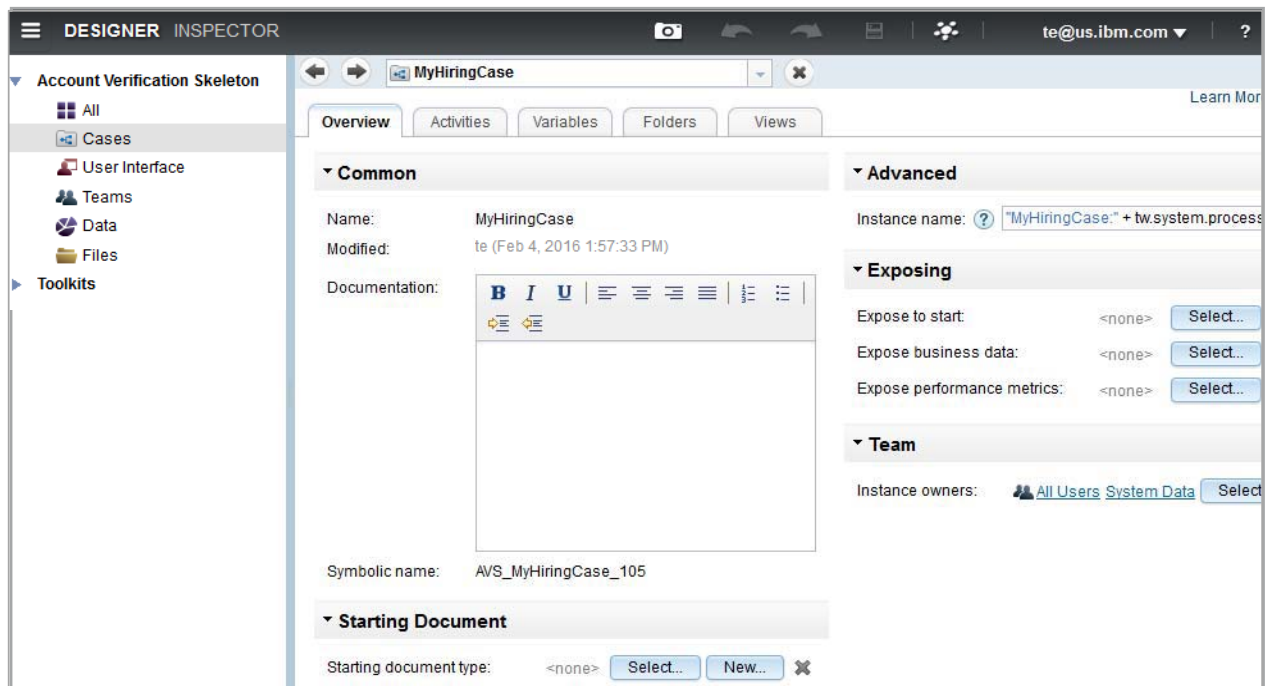 DESIGNER INSPECTOR
te@us.ibm.com
?
Account Verification Skeleton
All
Cases
User Interface
Teams
Data
Files
Toolkits
MyHiringCase
Learn Mor
Overview
Activities
Variables
Folders
Views
Common
Name: MyHiringCase
Modified: te (Feb 4, 2016 1:57:33 PM)
Documentation:
B I U
Symbolic name: AVS_MyHiringCase_105
Starting Document
Starting document type: <none> Select... New...
Advanced
Instance name: ? "MyHiringCase:" + tw.system.process
Exposing
Expose to start: <none> Select...
Expose business data: <none> Select...
Expose performance metrics: <none> Select...
Team
Instance owners: All Users System Data Select